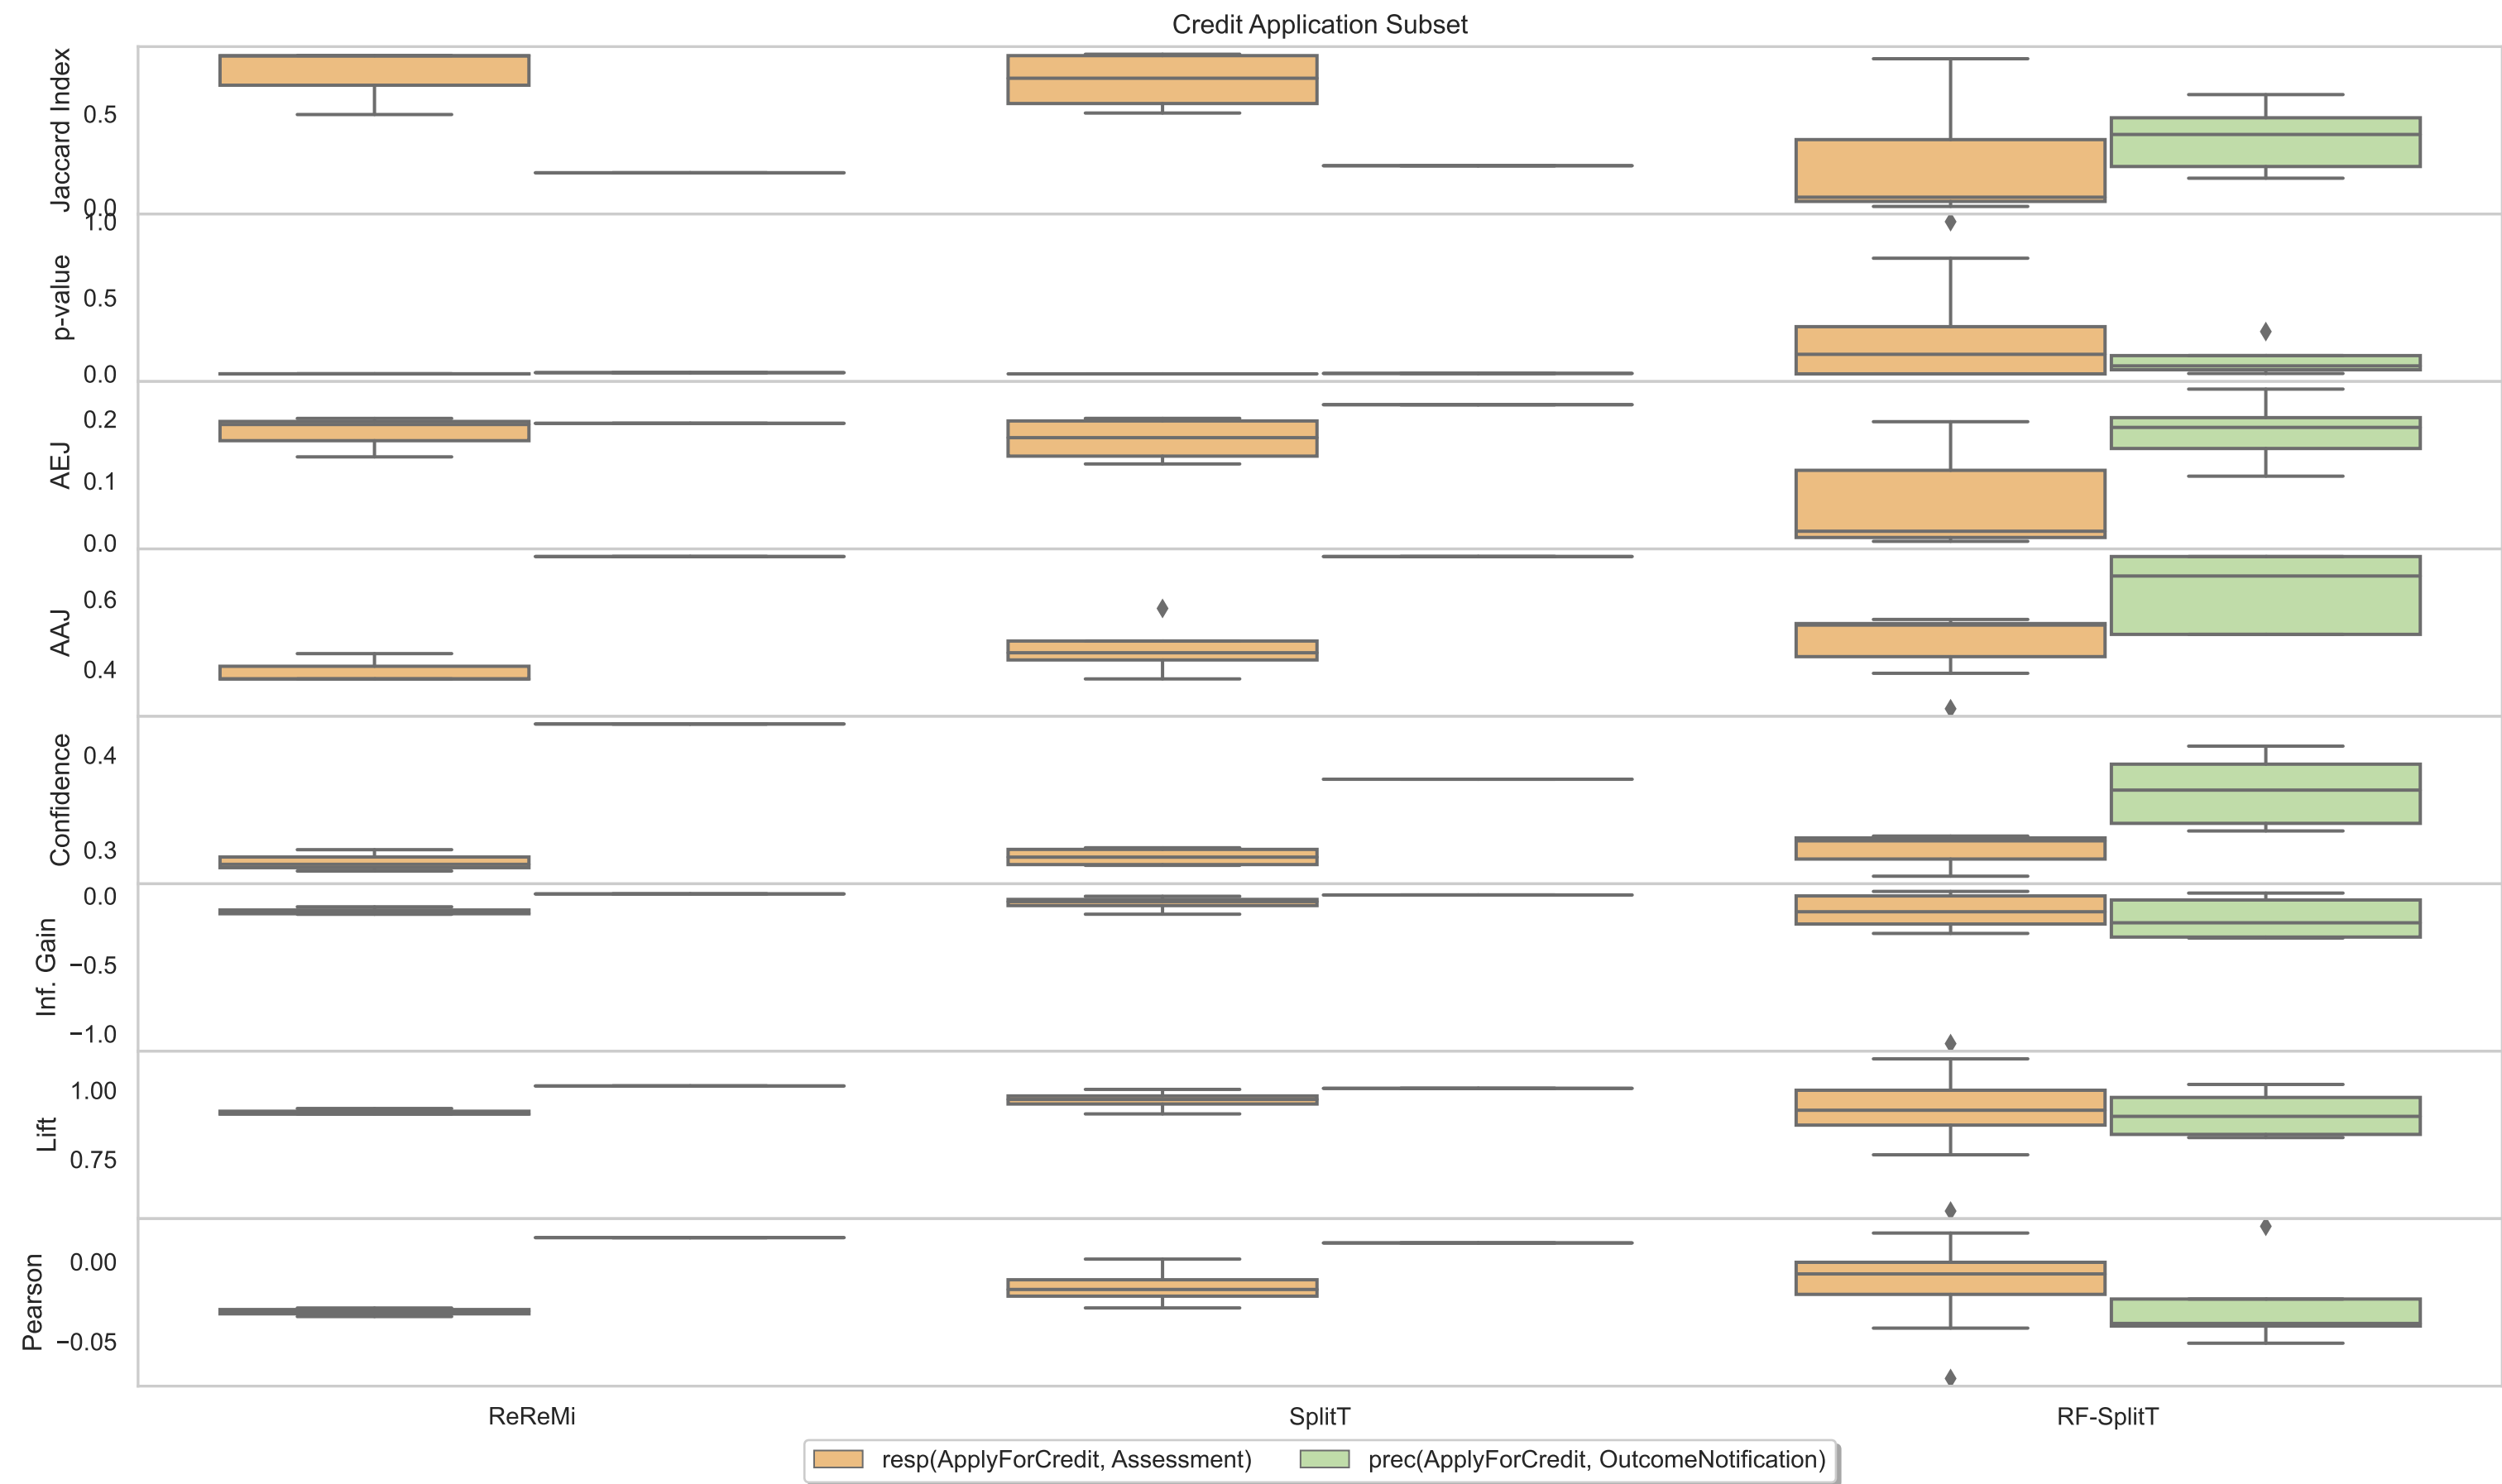 Credit Application Subset
Jaccard Index
0.5
0.0
p-value
1.0
0.5
0.0
AEJ
0.2
0.1
0.0
AAJ
0.6
0.4
Confidence
0.4
0.3
Inf. Gain
0.0
−0.5
−1.0
Lift
1.00
0.75
Pearson
0.00
−0.05
ReReMi SplitT RF-SplitT
resp(ApplyForCredit, Assessment) prec(ApplyForCredit, OutcomeNotification)